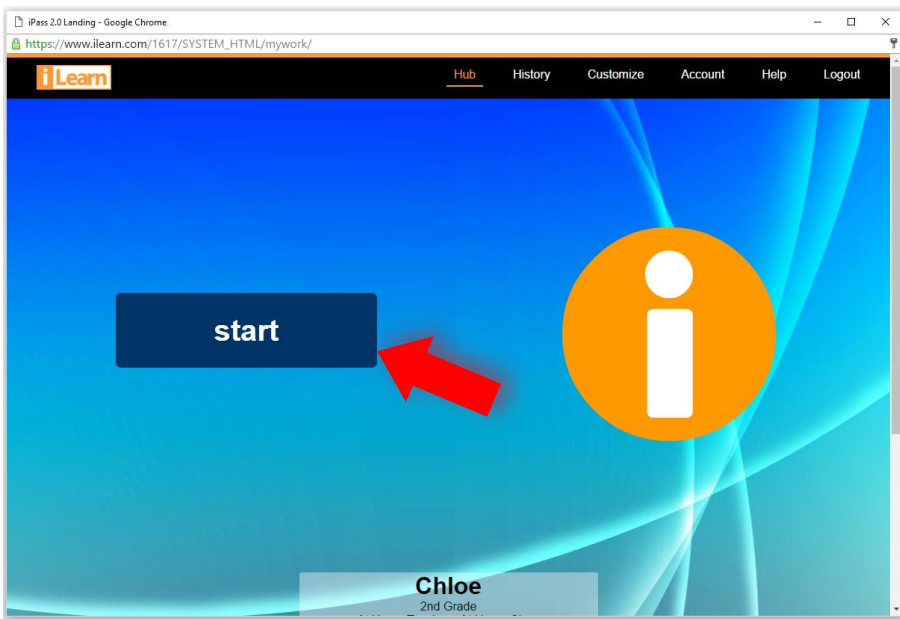 iPass 2.0 Landing - Google Chrome
https://www.ilearn.com/1617/SYSTEM_HTML/mywork/
iLearn Hub History Customize Account Help Logout
start
Chloe
2nd Grade